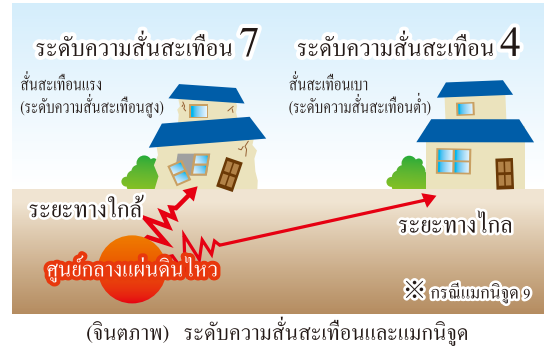 ระดับความสั่นสะเทือน 7
สั่นสะเทือนแรง
(ระดับความสั่นสะเทือนสูง)
ระดับความสั่นสะเทือน 4
สั่นสะเทือนเบา
(ระดับความสั่นสะเทือนต่ำ)
ระยะทางใกล้
ระยะทางไกล
ศูนย์กลางแผ่นดินไหว
※ กรณีแมกนิจูด 9
(จินตภาพ) ระดับความสั่นสะเทือนและแมกนิจูด